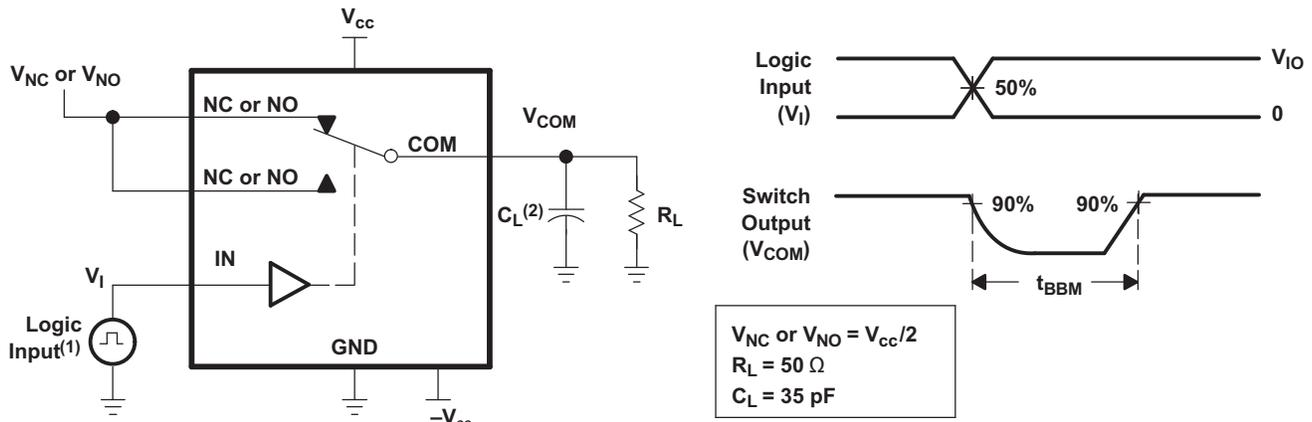 Vcc
VNC or VNO
NC or NO
VCOM
COM
NC or NO
CL(2)
RL
IN
VI
Logic
Input(1)
GND
Logic
Input
(VI)
VIO
50%
0
Switch
Output
(VCOM)
90%
90%
tBBM
VNC or VNO = Vcc/2
RL = 50 Ω
CL = 35 pF